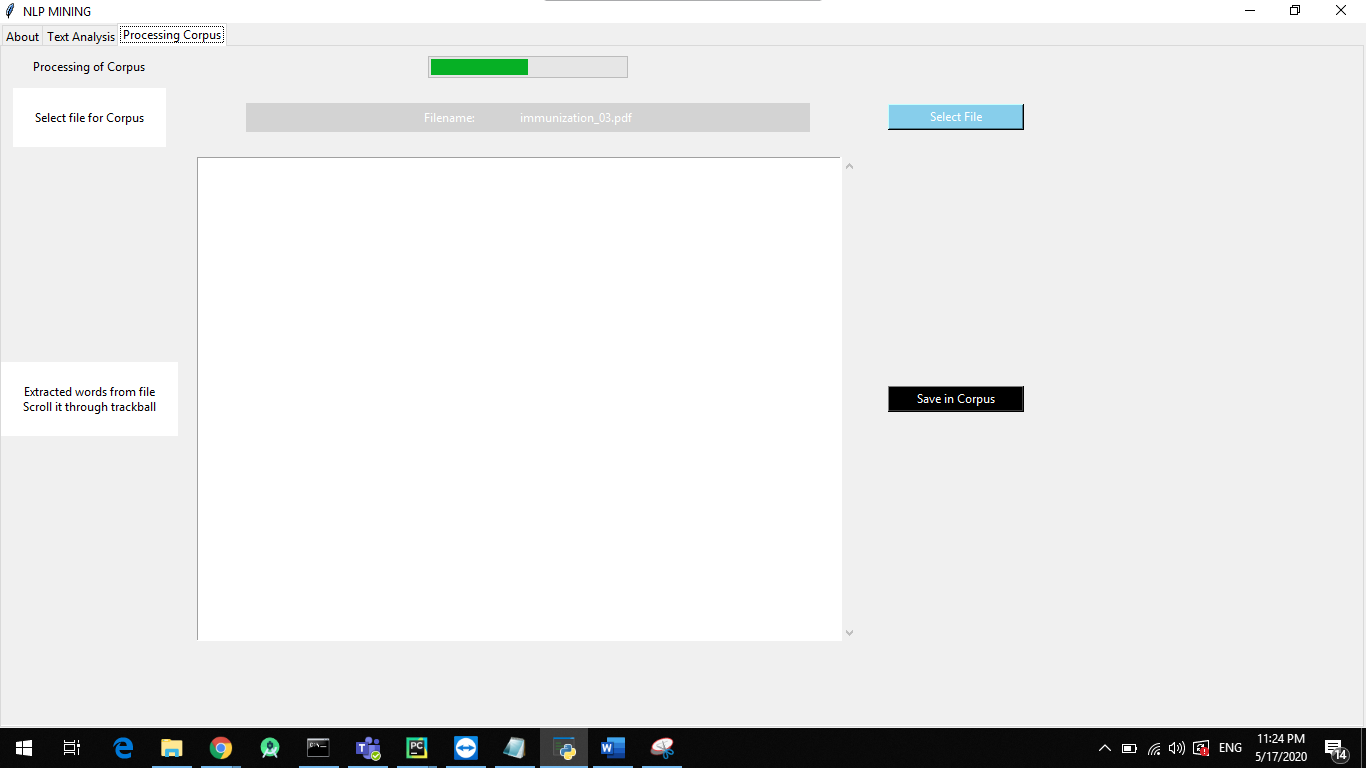 NLP MINING
About Text Analysis Processing Corpus
Processing of Corpus
Select file for Corpus
Filename: immunization_03.pdf
Select File
Extracted words from file
Scroll it through trackball
Save in Corpus
ENG
11:24 PM
5/17/2020
14